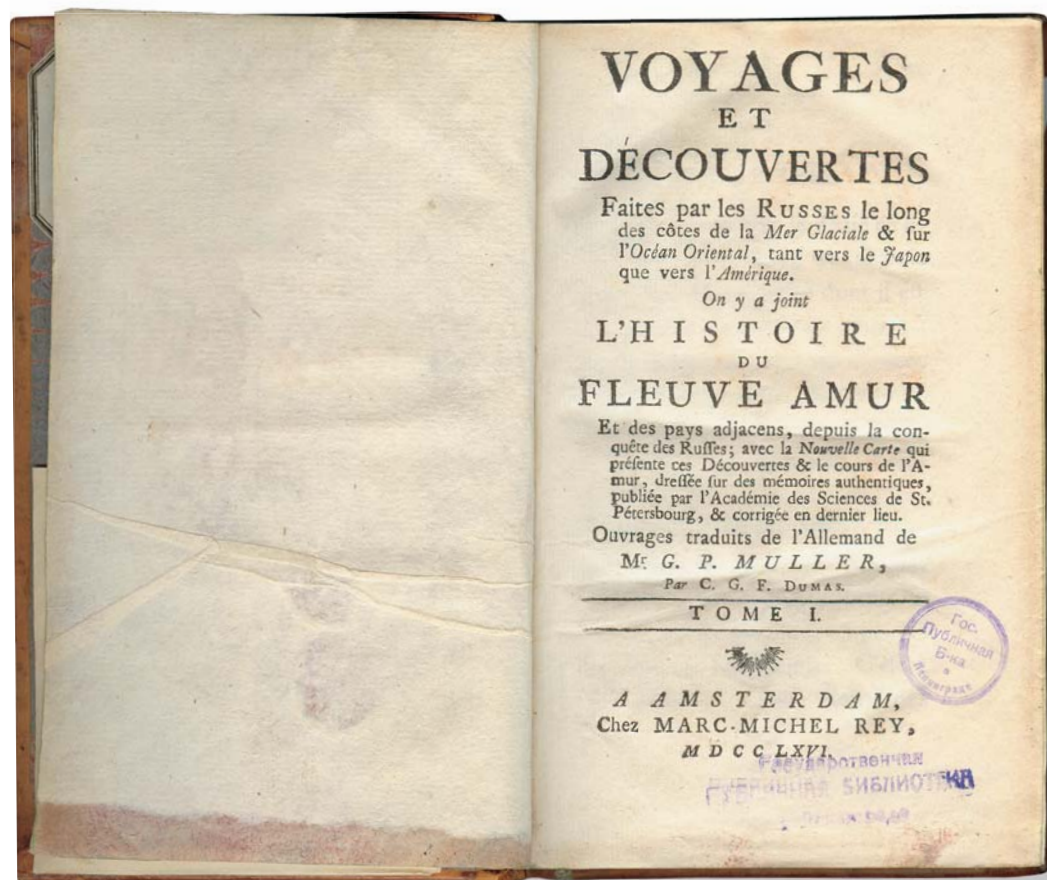 VOYAGES
ET
DÉCOUVERTES
Faites par les RUSSES le long
des côtes de la Mer Glaciale & ſur
l'Océan Oriental, tant vers le Japon
que vers l'Amérique.
On y a joint
L'HISTOIRE
DU
FLEUVE AMUR
Et des pays adjacens, depuis la con-
quête des Ruſſes; avec la Nouvelle Carte qui
préſente ces Découvertes & le cours de l'A-
mur, dreſſée ſur des mémoires authentiques,
publiée par l'Académie des Sciences de St.
Pétersbourg, & corrigée en dernier lieu.
Ouvrages traduits de l'Allemand de
Mr. G. P. MULLER,
Par C. G. F. DUMAS.
TOME I.
Гос.
Публичная
Б-ка
Ленинграде
A AMSTERDAM,
Chez MARC-MICHEL REY,
MDCCLXVI.
Государственная
БИБЛИОТЕКА